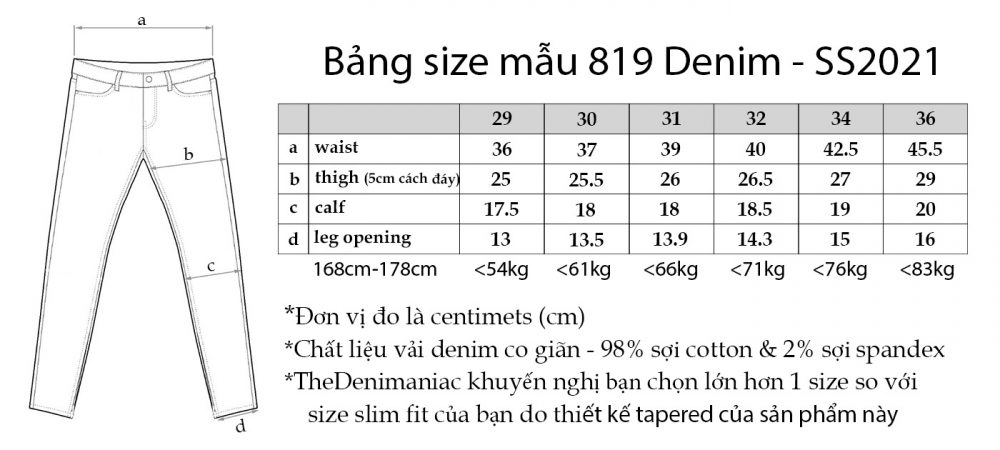 a
b
c
d
Bảng size mẫu 819 Denim - SS2021
29 30 31 32 34 36
a waist 36 37 39 40 42.5 45.5
b thigh (5cm cách đáy) 25 25.5 26 26.5 27 29
c calf 17.5 18 18 18.5 19 20
d leg opening 13 13.5 13.9 14.3 15 16
168cm-178cm <54kg <61kg <66kg <71kg <76kg <83kg
*Đơn vị đo là centimets (cm)
*Chất liệu vải denim co giãn - 98% sợi cotton & 2% sợi spandex
*TheDenimaniac khuyến nghị bạn chọn lớn hơn 1 size so với
size slim fit của bạn do thiết kế tapered của sản phẩm này